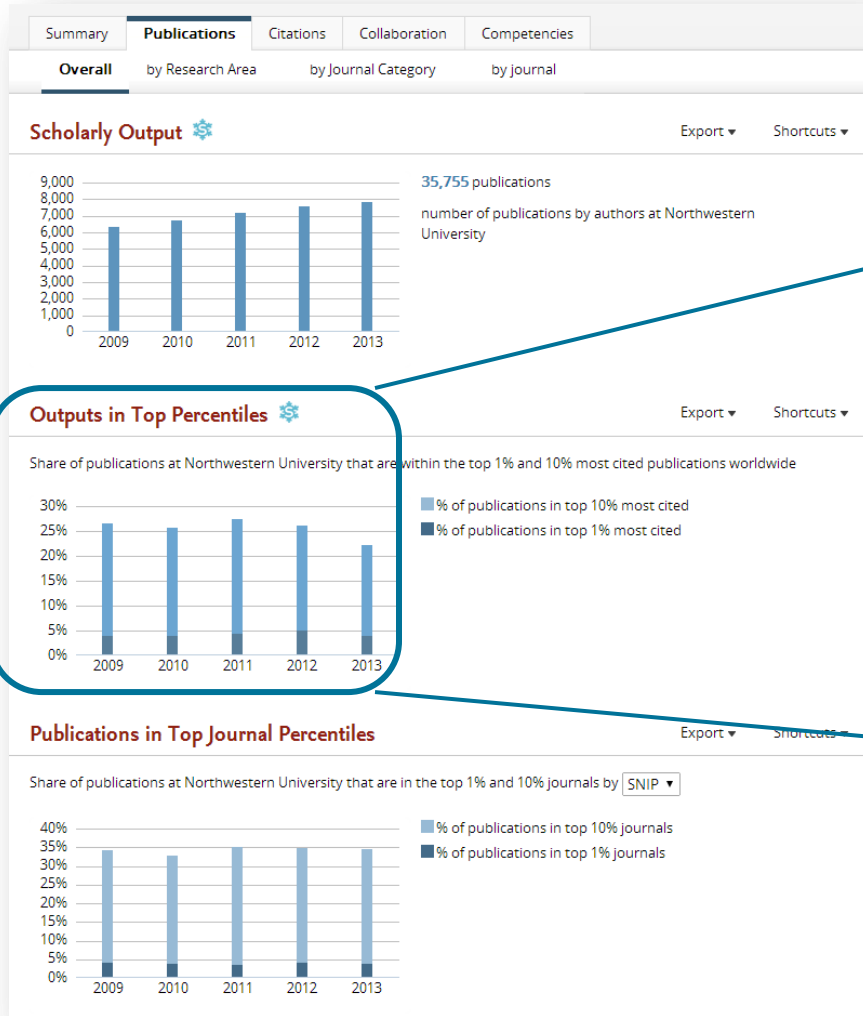 Summary Publications Citations Collaboration Competencies
Overall by Research Area by Journal Category by journal
Scholarly Output Export Shortcuts
9,000
8,000
7,000
6,000
5,000
4,000
3,000
2,000
1,000
0
2009 2010 2011 2012 2013
35,755 publications
number of publications by authors at Northwestern
University
Outputs in Top Percentiles Export Shortcuts
Share of publications at Northwestern University that are within the top 1% and 10% most cited publications worldwide
30%
25%
20%
15%
10%
5%
0%
2009 2010 2011 2012 2013
% of publications in top 10% most cited
% of publications in top 1% most cited
Publications in Top Journal Percentiles Export Shortcuts
Share of publications at Northwestern University that are in the top 1% and 10% journals by SNIP
40%
35%
30%
25%
20%
15%
10%
5%
0%
2009 2010 2011 2012 2013
% of publications in top 10% journals
% of publications in top 1% journals